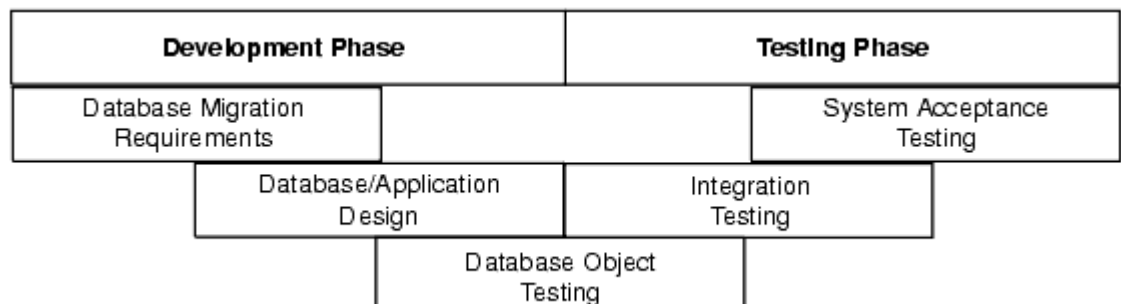 Development Phase
Testing Phase
Database Migration
Requirements
System Acceptance
Testing
Database/Application
Design
Integration
Testing
Database Object
Testing